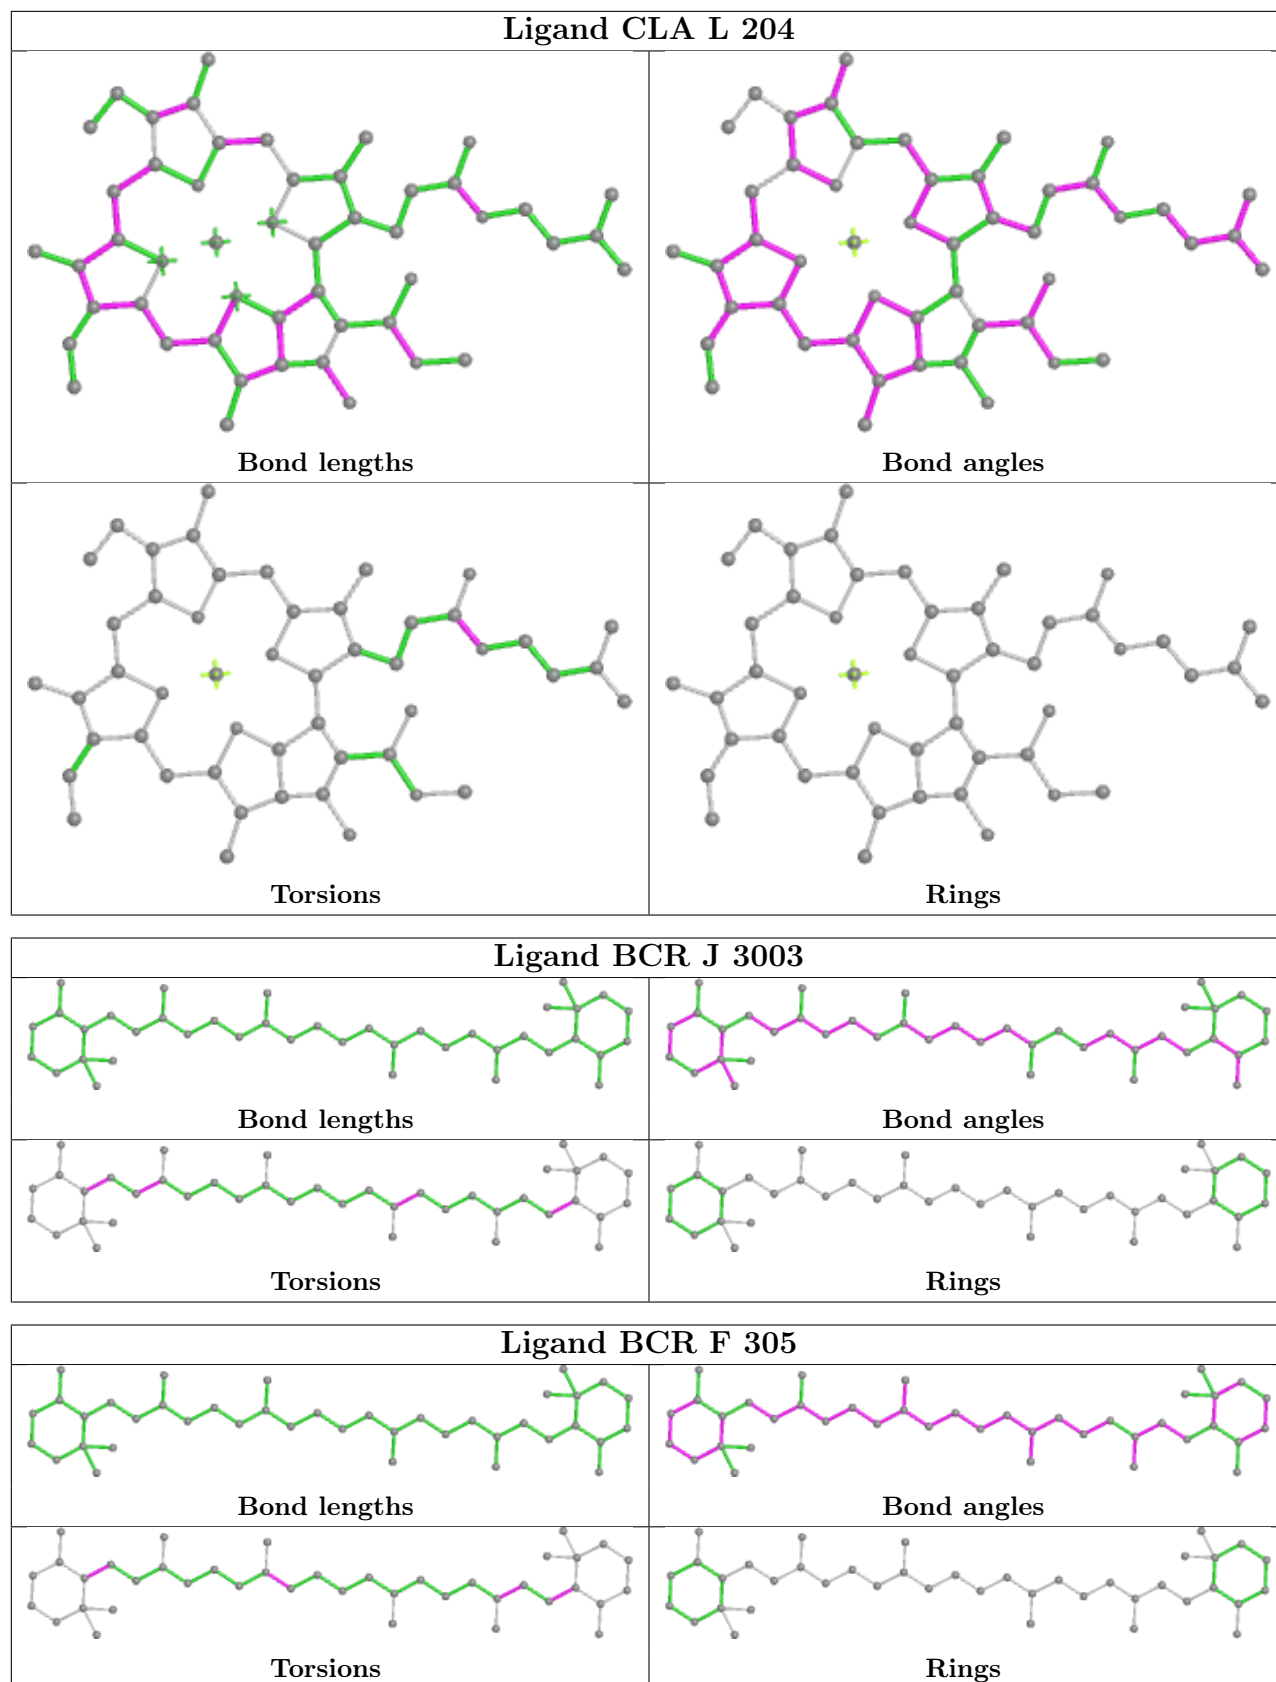 Ligand CLA L 204
Bond lengths
Bond angles
Torsions
Rings
Ligand BCR J 3003
Bond lengths
Bond angles
Torsions
Rings
Ligand BCR F 305
Bond lengths
Bond angles
Torsions
Rings